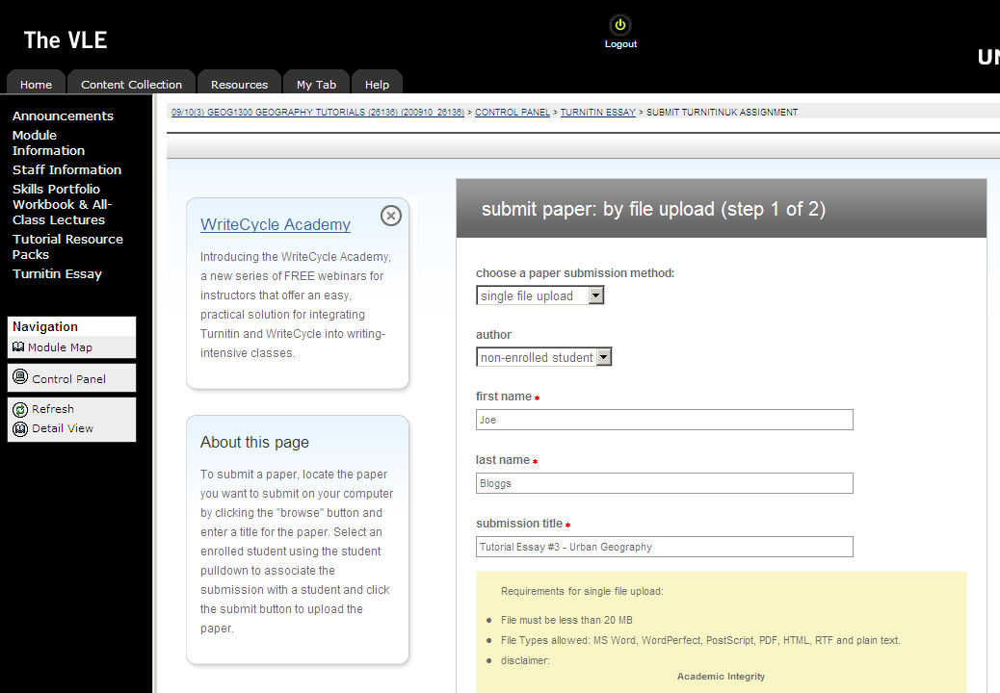 The VLE
Logout
UN
Home
Content Collection
Resources
My Tab
Help
Announcements
Module
Information
Staff Information
Skills Portfolio
Workbook & All-
Class Lectures
Tutorial Resource
Packs
Turnitin Essay
Navigation
Module Map
Control Panel
Refresh
Detail View
09/10(3) GEOG1300 GEOGRAPHY TUTORIALS (26136) (200910_26136) > CONTROL PANEL > TURNITIN ESSAY > SUBMIT TURNITINUK ASSIGNMENT
WriteCycle Academy
Introducing the WriteCycle Academy,
a new series of FREE webinars for
instructors that offer an easy,
practical solution for integrating
Turnitin and WriteCycle into writing-
intensive classes.
About this page
To submit a paper, locate the paper
you want to submit on your computer
by clicking the "browse" button and
enter a title for the paper. Select an
enrolled student using the student
pulldown to associate the
submission with a student and click
the submit button to upload the
paper.
submit paper: by file upload (step 1 of 2)
choose a paper submission method:
single file upload
author
non-enrolled student
first name *
Joe
last name *
Bloggs
submission title *
Tutorial Essay #3 - Urban Geography
Requirements for single file upload:
• File must be less than 20 MB
• File Types allowed: MS Word, WordPerfect, PostScript, PDF, HTML, RTF and plain text.
• disclaimer:
Academic Integrity